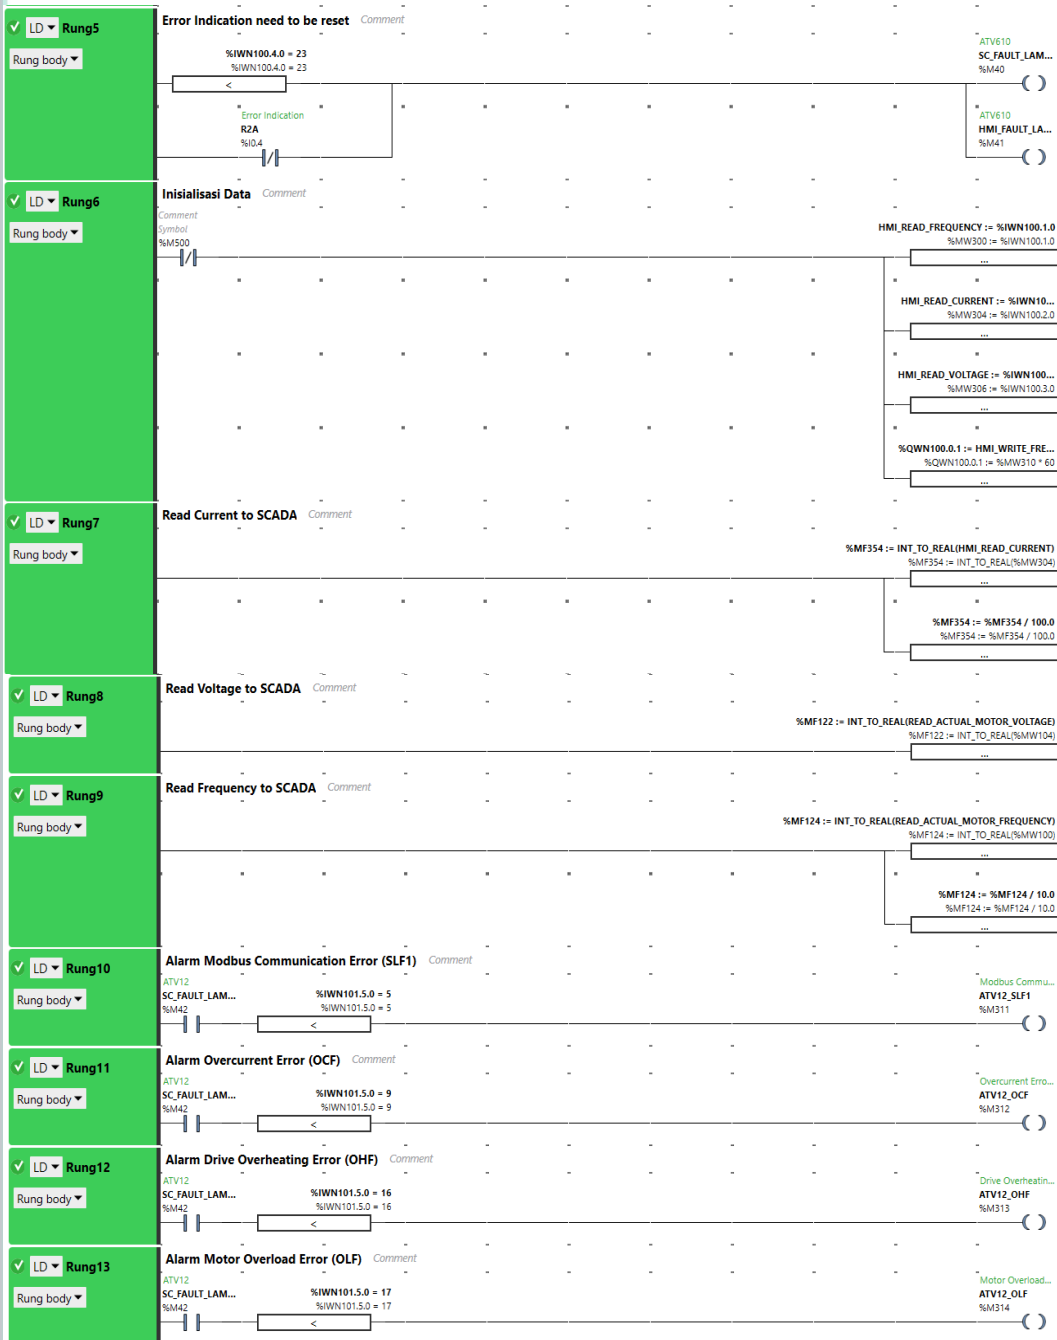 LD Rung5
Rung body
Error Indication need to be reset Comment
%IWN100.4.0 = 23
%IWN100.4.0 = 23
<
Error Indication
R2A
%I0.4
ATV610
SC_FAULT_LAM...
%M40
ATV610
HMI_FAULT_LA...
%M41
LD Rung6
Rung body
Inisialisasi Data Comment
Comment
Symbol
%M500
HMI_READ_FREQUENCY := %IWN100.1.0
%MW300 := %IWN100.1.0
...
HMI_READ_CURRENT := %IWN10...
%MW304 := %IWN100.2.0
...
HMI_READ_VOLTAGE := %IWN100...
%MW306 := %IWN100.3.0
...
%QWN100.0.1 := HMI_WRITE_FRE...
%QWN100.0.1 := %MW310 * 60
...
LD Rung7
Rung body
Read Current to SCADA Comment
%MF354 := INT_TO_REAL(HMI_READ_CURRENT)
%MF354 := INT_TO_REAL(%MW304)
...
%MF354 := %MF354 / 100.0
%MF354 := %MF354 / 100.0
...
LD Rung8
Rung body
Read Voltage to SCADA Comment
%MF122 := INT_TO_REAL(READ_ACTUAL_MOTOR_VOLTAGE)
%MF122 := INT_TO_REAL(%MW104)
...
LD Rung9
Rung body
Read Frequency to SCADA Comment
%MF124 := INT_TO_REAL(READ_ACTUAL_MOTOR_FREQUENCY)
%MF124 := INT_TO_REAL(%MW100)
...
%MF124 := %MF124 / 10.0
%MF124 := %MF124 / 10.0
...
LD Rung10
Rung body
Alarm Modbus Communication Error (SLF1) Comment
ATV12
SC_FAULT_LAM...
%M42
%IWN101.5.0 = 5
%IWN101.5.0 = 5
<
Modbus Commu...
ATV12_SLF1
%M311
LD Rung11
Rung body
Alarm Overcurrent Error (OCF) Comment
ATV12
SC_FAULT_LAM...
%M42
%IWN101.5.0 = 9
%IWN101.5.0 = 9
<
Overcurrent Erro...
ATV12_OCF
%M312
LD Rung12
Rung body
Alarm Drive Overheating Error (OHF) Comment
ATV12
SC_FAULT_LAM...
%M42
%IWN101.5.0 = 16
%IWN101.5.0 = 16
<
Drive Overheatin...
ATV12_OHF
%M313
LD Rung13
Rung body
Alarm Motor Overload Error (OLF) Comment
ATV12
SC_FAULT_LAM...
%M42
%IWN101.5.0 = 17
%IWN101.5.0 = 17
<
Motor Overload...
ATV12_OLF
%M314